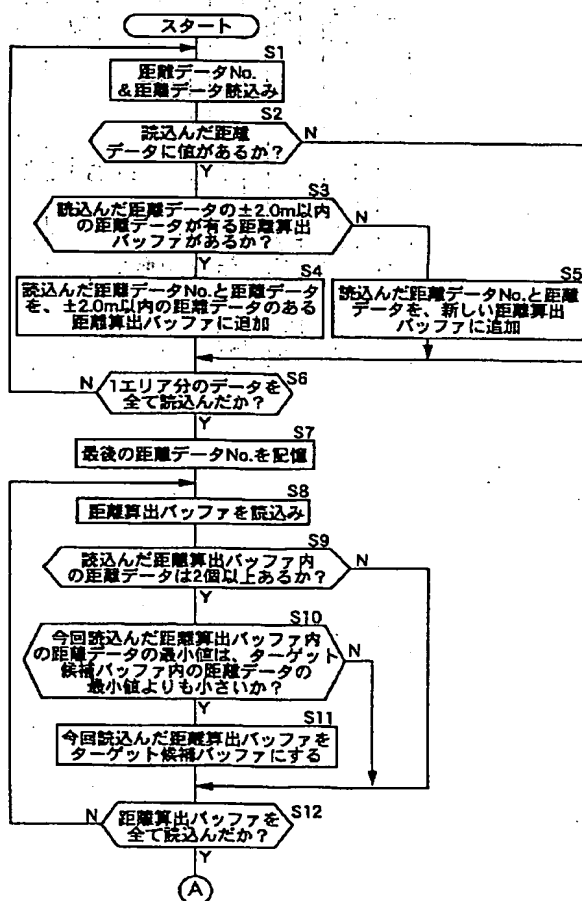 スタート
S1
距離データNo.
&距離データ読込み
S2
読込んだ距離
データに値があるか?
N
Y
S3
読込んだ距離データの±2.0m以内
の距離データが有る距離算出
バッファがあるか?
N
Y
S4
読込んだ距離データNo.と距離データ
を、±2.0m以内の距離データのある
距離算出バッファに追加
S5
読込んだ距離データNo.と距離
データを、新しい距離算出
バッファに追加
S6
1エリア分のデータを
全て読込んだか?
N
Y
S7
最後の距離データNo.を記憶
S8
距離算出バッファを読込み
S9
読込んだ距離算出バッファ内
の距離データは2個以上あるか?
N
Y
S10
今回読込んだ距離算出バッファ内
の距離データの最小値は、ターゲット
候補バッファ内の距離データの
最小値よりも小さいか?
N
Y
S11
今回読込んだ距離算出バッファを
ターゲット候補バッファにする
S12
距離算出バッファを
全て読込んだか?
N
Y
A